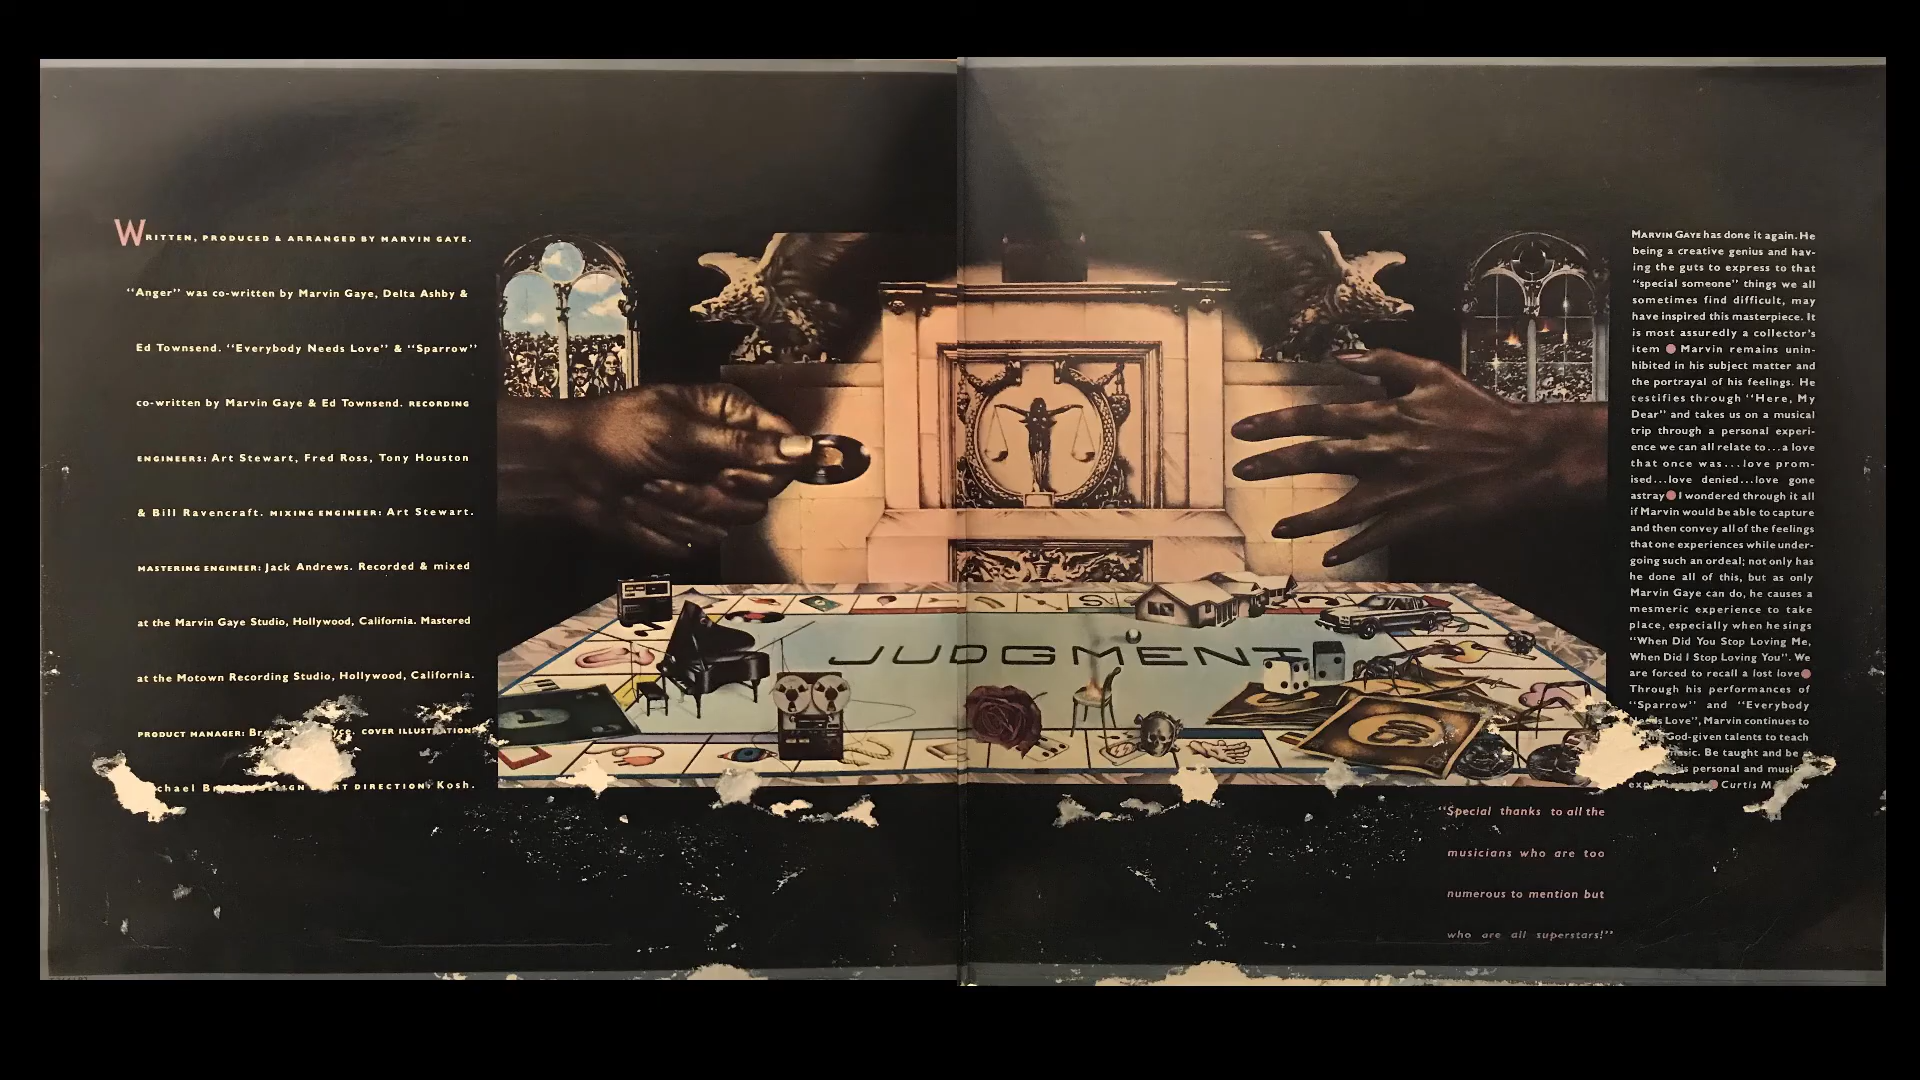 WRITTEN, PRODUCED & ARRANGED BY MARVIN GAYE.
“Anger” was co-written by Marvin Gaye, Delta Ashby &
Ed Townsend. “Everybody Needs Love” & “Sparrow”
co-written by Marvin Gaye & Ed Townsend. RECORDING
ENGINEERS: Art Stewart, Fred Ross, Tony Houston
& Bill Ravencraft. MIXING ENGINEER: Art Stewart.
MASTERING ENGINEER: Jack Andrews. Recorded & mixed
at the Marvin Gaye Studio, Hollywood, California. Mastered
at the Motown Recording Studio, Hollywood, California.
PRODUCT MANAGER: COVER ILLUSTRATION:
ART DIRECTION: Kosh.
JUDGMENT
MARVIN GAYE has done it again. He
being a creative genius and hav-
ing the guts to express to that
“special someone” things we all
sometimes find difficult, may
have inspired this masterpiece. It
is most assuredly a collector's
item ● Marvin remains unin-
hibited in his subject matter and
the portrayal of his feelings. He
testifies through “Here, My
Dear” and takes us on a musical
trip through a personal experi-
ence we can all relate to...a love
that once was...love prom-
ised...love denied...love gone
astray ● I wondered through it all
if Marvin would be able to capture
and then convey all of the feelings
that one experiences while under-
going such an ordeal; not only has
he done all of this, but as only
Marvin Gaye can do, he causes a
mesmeric experience to take
place, especially when he sings
“When Did You Stop Loving Me,
When Did I Stop Loving You”. We
are forced to recall a lost love ●
Through his performances of
“Sparrow” and “Everybody
Needs Love”, Marvin continues to
God-given talents to teach
music. Be taught and be
his personal and music
● Curtis
“Special thanks to all the
musicians who are too
numerous to mention but
who are all superstars!”